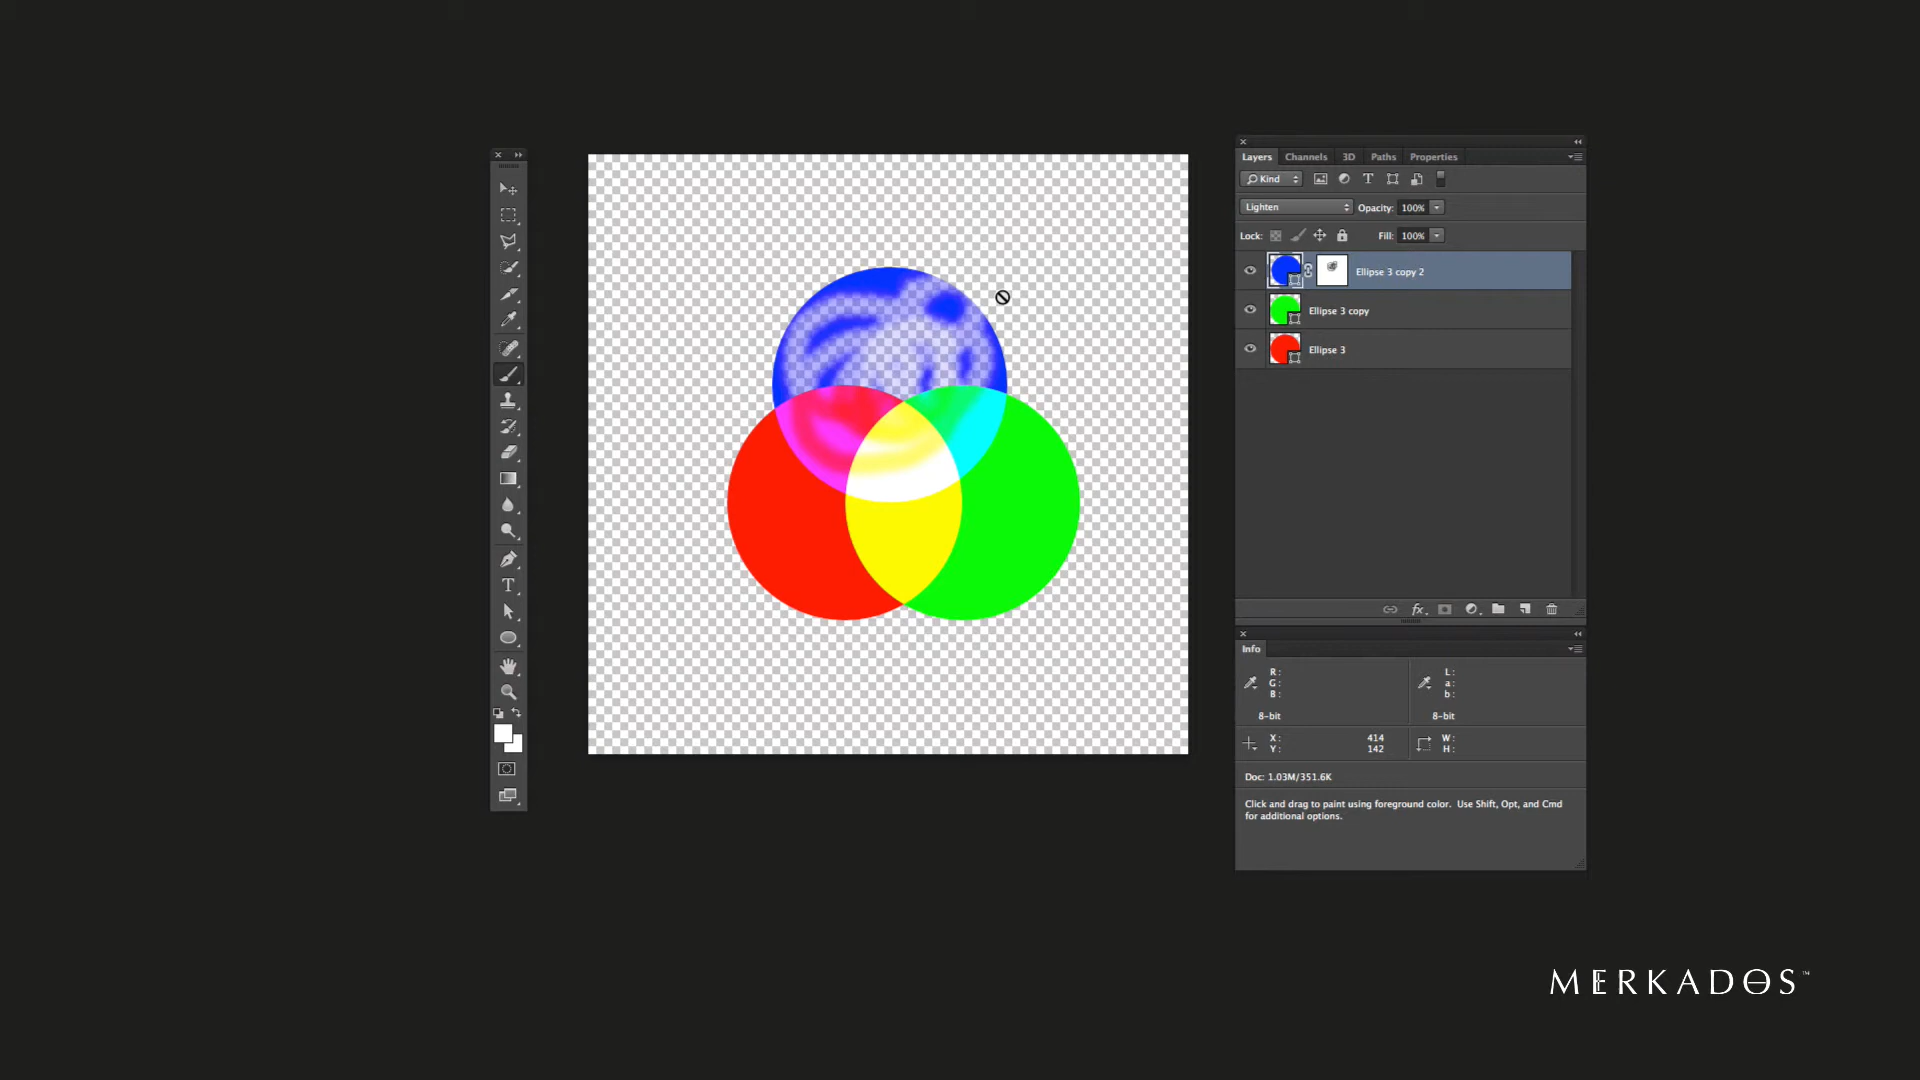 Layers Channels 3D Paths Properties
Kind
Lighten Opacity: 100%
Lock: Fill: 100%
Ellipse 3 copy 2
Ellipse 3 copy
Ellipse 3
fx
Info
R: L:
G: a:
B: b:
8-bit 8-bit
X: 414 W:
Y: 142 H:
Doc: 1.03M/351.6K
Click and drag to paint using foreground color. Use Shift, Opt, and Cmd
for additional options.
MERKADOS™